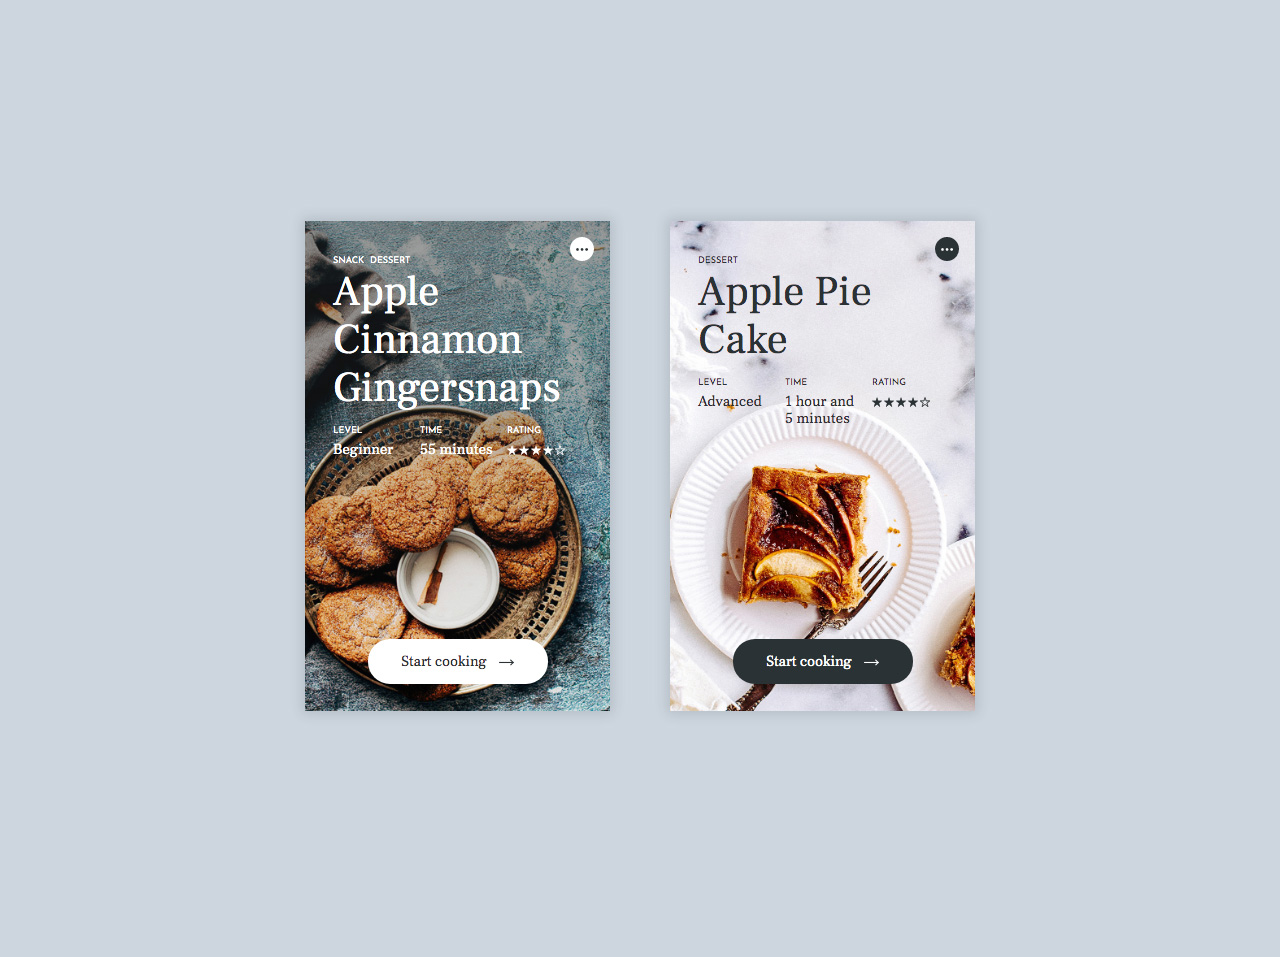 SNACK DESSERT
Apple
Cinnamon
Gingersnaps
LEVEL TIME RATING
Beginner 55 minutes ★★★★☆
Start cooking →
DESSERT
Apple Pie
Cake
LEVEL TIME RATING
Advanced 1 hour and ★★★★☆
5 minutes
Start cooking →